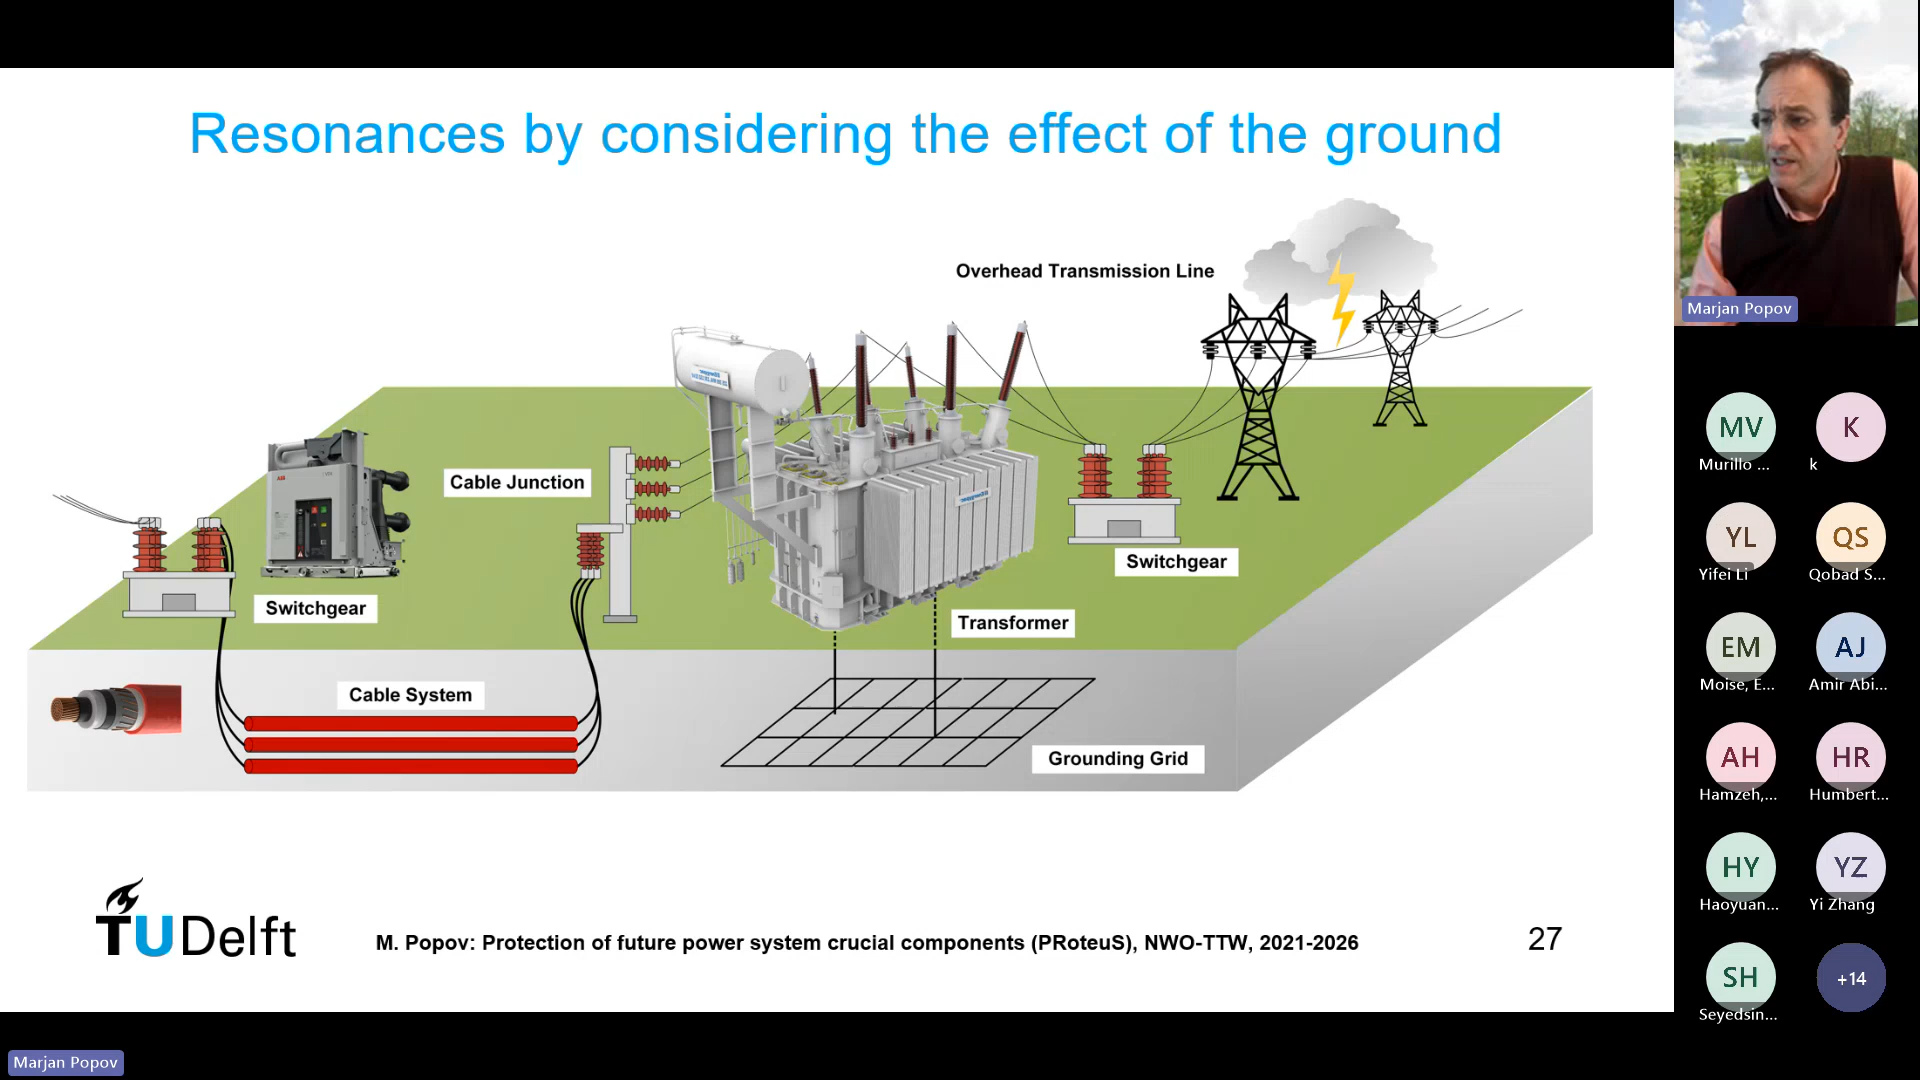 Resonances by considering the effect of the ground
Overhead Transmission Line
Cable Junction
Switchgear
Switchgear
Transformer
Cable System
Grounding Grid
ABB
TU Delft
M. Popov: Protection of future power system crucial components (PRoteuS), NWO-TTW, 2021-2026
27
Marjan Popov
MV
Murillo ...
K
k
YL
Yifei Li
QS
Qobad S...
EM
Moise, E...
AJ
Amir Abi...
AH
Hamzeh,...
HR
Humbert...
HY
Haoyuan...
YZ
Yi Zhang
SH
Seyedsin...
+14
Marjan Popov